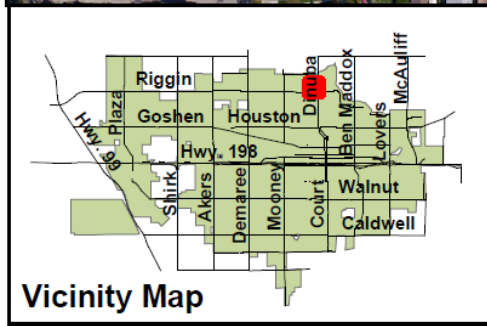 Riggin
Plaza
Goshen
Houston
Dinuba
Ben Maddox
McAuliff
Lovers
Hwy. 99
Hwy. 198
Shirk
Akers
Demaree
Mooney
Court
Walnut
Caldwell
Vicinity Map